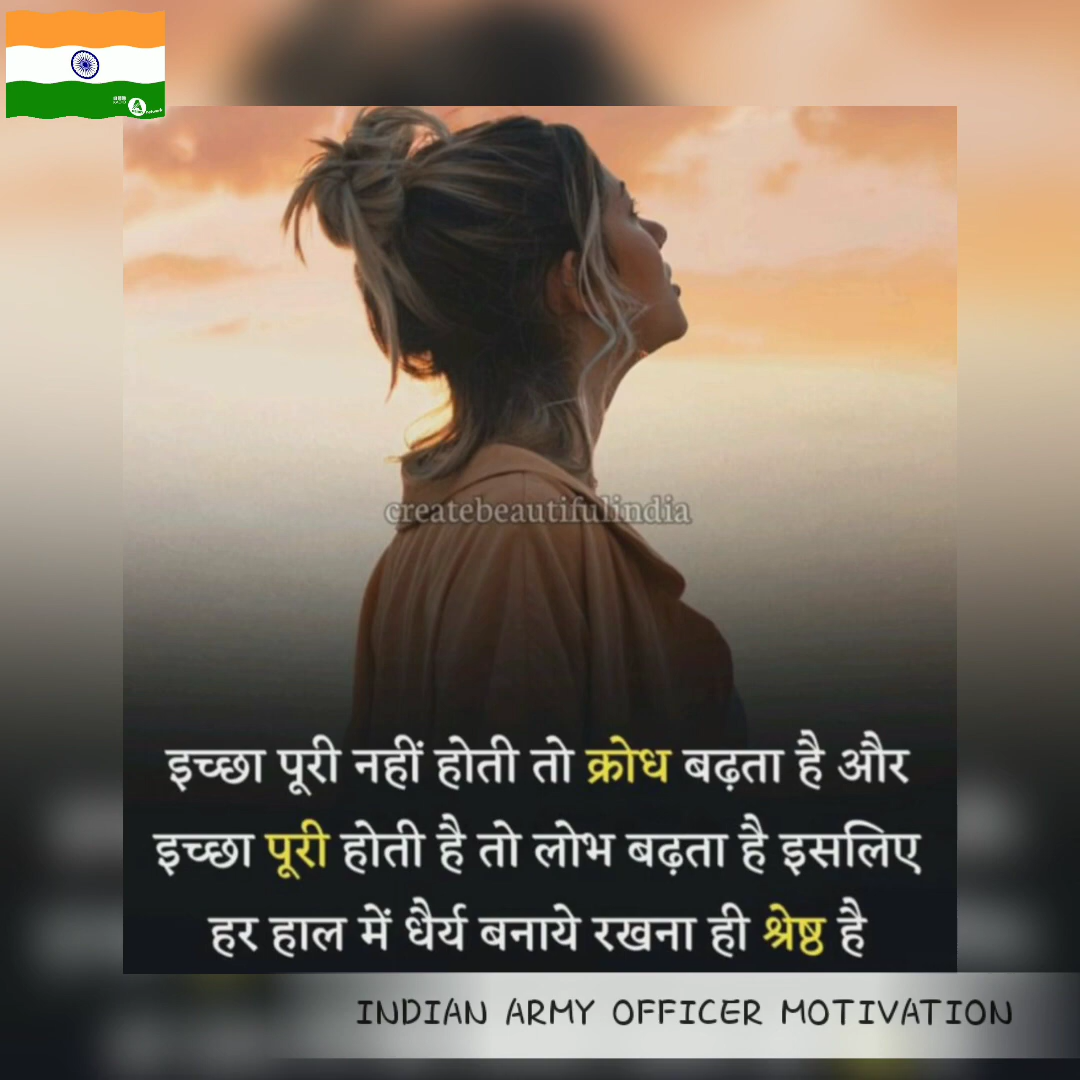 createbeautifulindia
इच्छा पूरी नहीं होती तो क्रोध बढ़ता है और
इच्छा पूरी होती है तो लोभ बढ़ता है इसलिए
हर हाल में धैर्य बनाये रखना ही श्रेष्ठ है
INDIAN ARMY OFFICER MOTIVATION